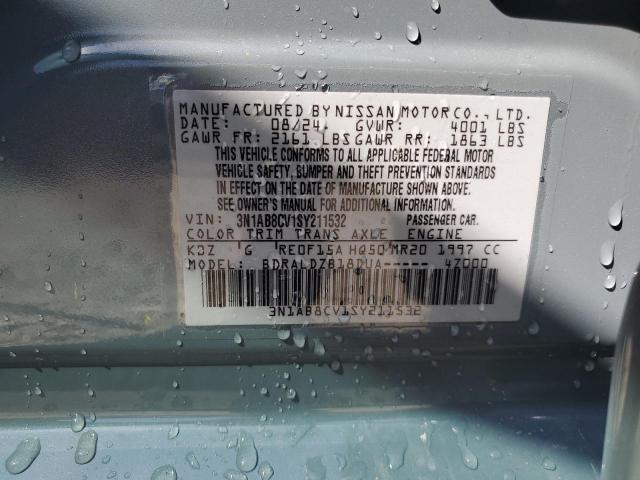 MANUFACTURED BY NISSAN MOTOR CO., LTD.
DATE: 08/24 GVWR: 4001 LBS
GAWR FR: 2161 LBS GAWR RR: 1863 LBS
THIS VEHICLE CONFORMS TO ALL APPLICABLE FEDERAL MOTOR
VEHICLE SAFETY, BUMPER AND THEFT PREVENTION STANDARDS
IN EFFECT ON THE DATE OF MANUFACTURE SHOWN ABOVE.
SEE OWNER'S MANUAL FOR ADDITIONAL INFORMATION.
VIN: 3N1AB8CV1SY211532 PASSENGER CAR.
COLOR TRIM TRANS AXLE ENGINE
KBZ G RE0F15A HQ50 MR20 1997 CC
MODEL: BDRALDZB18DUA----- 47000
3N1AB8CV1SY211532